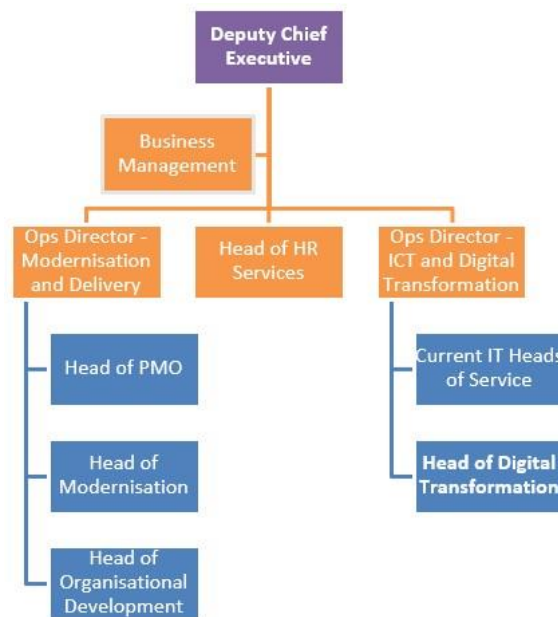 Deputy Chief
Executive
Business
Management
Ops Director -
Modernisation
and Delivery
Head of HR
Services
Ops Director -
ICT and Digital
Transformation
Head of PMO
Current IT Heads
of Service
Head of
Modernisation
Head of Digital
Transformation
Head of
Organisational
Development